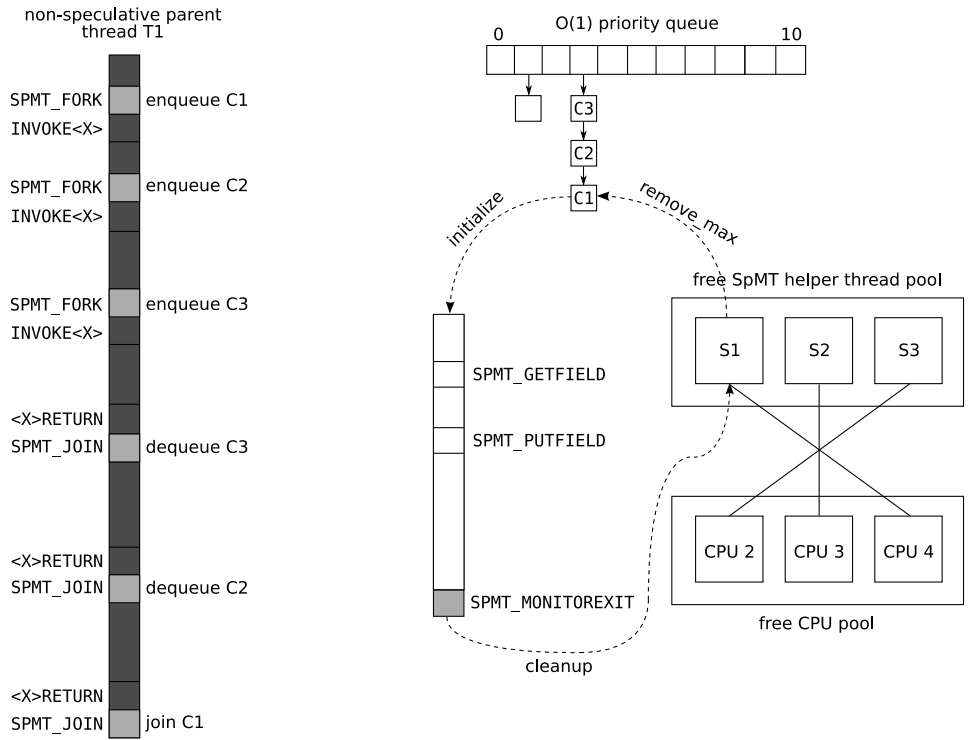 non-speculative parent
thread T1
SPMT_FORK
enqueue C1
INVOKE<X>
SPMT_FORK
enqueue C2
INVOKE<X>
SPMT_FORK
enqueue C3
INVOKE<X>
<X>RETURN
SPMT_JOIN
dequeue C3
<X>RETURN
SPMT_JOIN
dequeue C2
<X>RETURN
SPMT_JOIN
join C1
O(1) priority queue
0
10
C3
C2
C1
initialize
remove_max
SPMT_GETFIELD
SPMT_PUTFIELD
SPMT_MONITOREXIT
cleanup
free SpMT helper thread pool
S1
S2
S3
CPU 2
CPU 3
CPU 4
free CPU pool